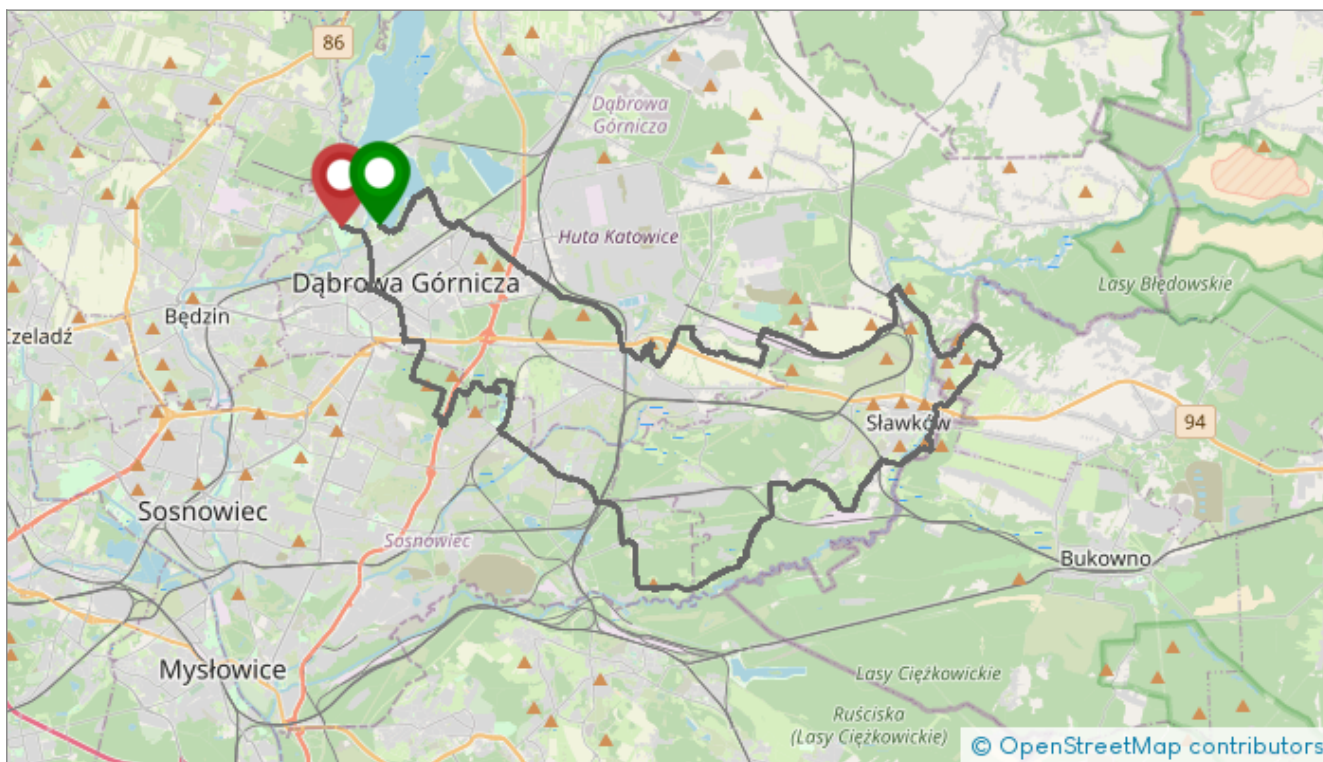 86
Dąbrowa
Górnicza
Huta Katowice
Dąbrowa Górnicza
Lasy Błędowskie
Będzin
Czeladź
Sławków
94
Sosnowiec
Sosnowiec
Bukowno
Mysłowice
Lasy Ciężkowickie
Ruściska
(Lasy Ciężkowickie)
© OpenStreetMap contributors